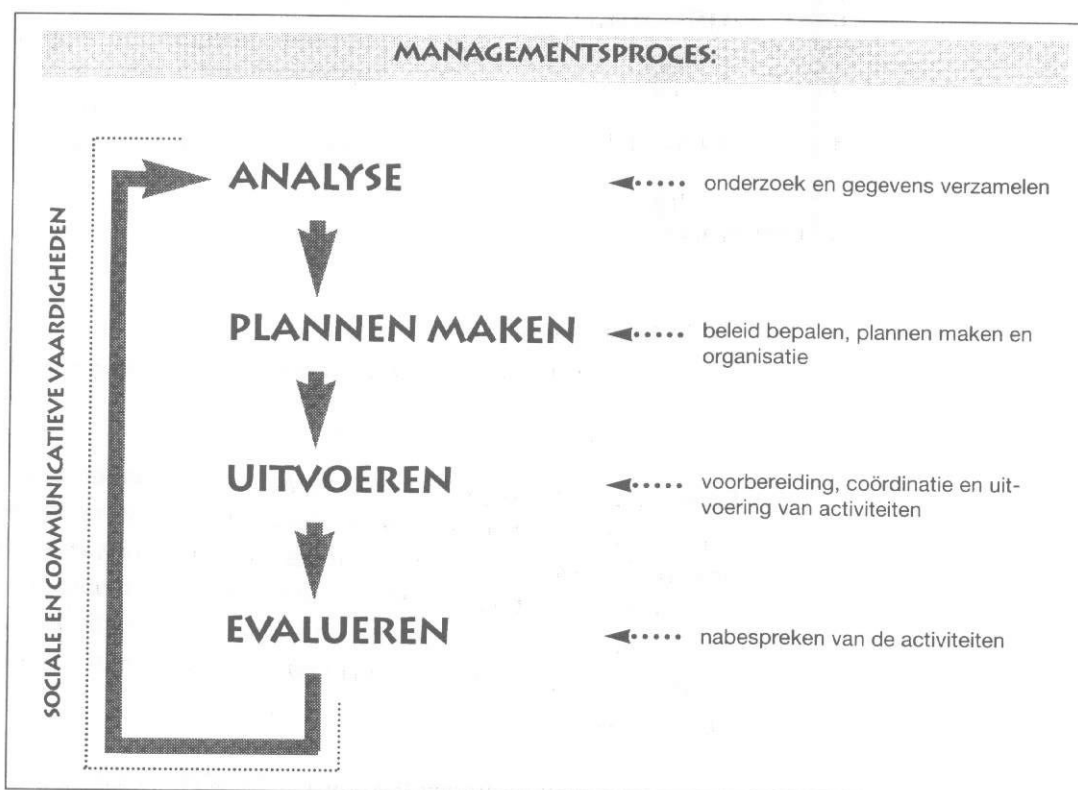 MANAGEMENTSPROCES:
SOCIALE EN COMMUNICATIEVE VAARDIGHEDEN
ANALYSE
onderzoek en gegevens verzamelen
PLANNEN MAKEN
beleid bepalen, plannen maken en
organisatie
UITVOEREN
voorbereiding, coördinatie en uit-
voering van activiteiten
EVALUEREN
nabespreken van de activiteiten